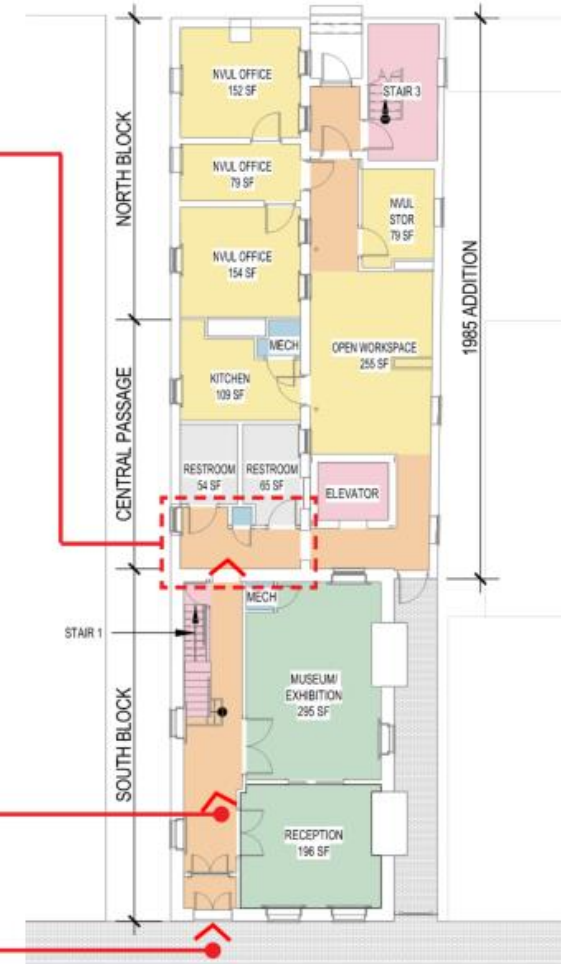 NVUL OFFICE
152 SF
STAIR 3
NORTH BLOCK
NVUL OFFICE
79 SF
NVUL
STOR
79 SF
NVUL OFFICE
154 SF
1985 ADDITION
MECH
OPEN WORKSPACE
255 SF
KITCHEN
109 SF
CENTRAL PASSAGE
RESTROOM
54 SF
RESTROOM
65 SF
ELEVATOR
MECH
STAIR 1
MUSEUM/
EXHIBITION
295 SF
SOUTH BLOCK
RECEPTION
196 SF